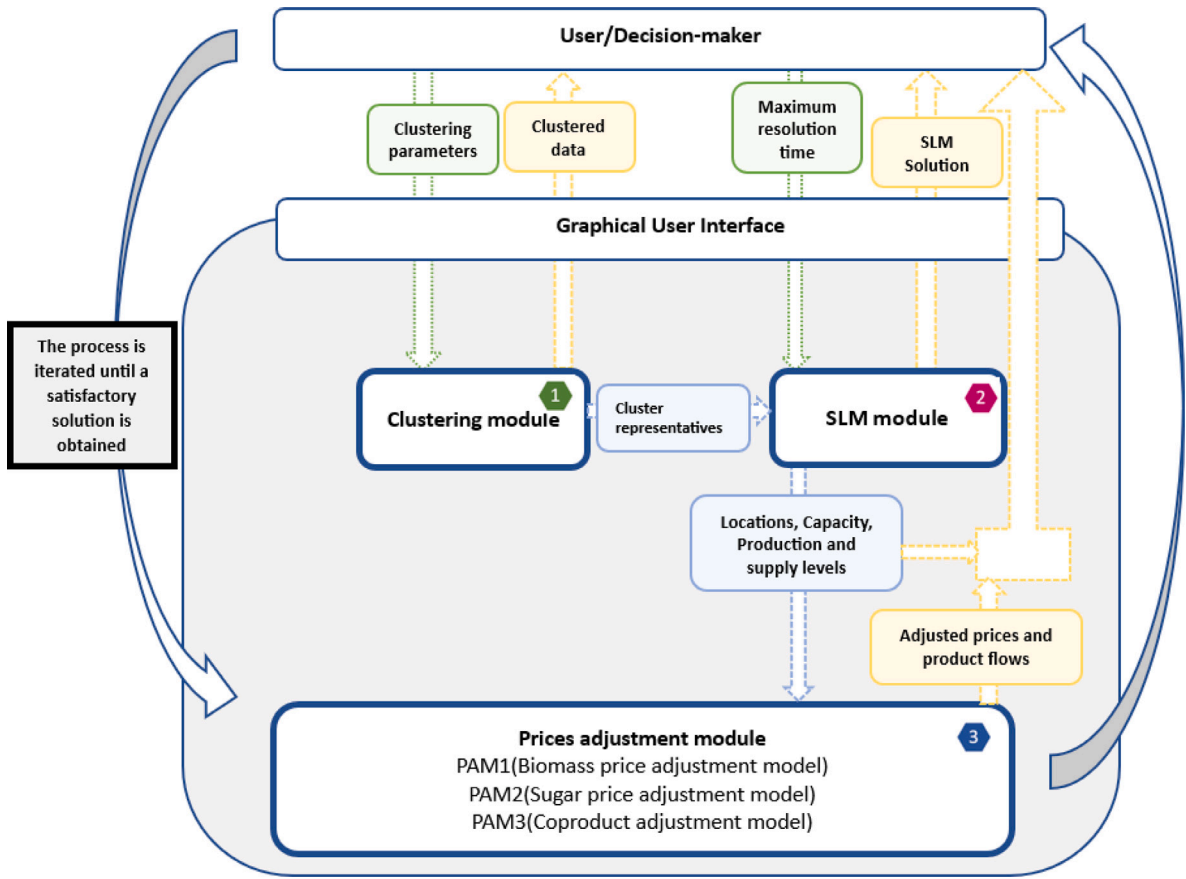 User/Decision-maker
Clustering
parameters
Clustered
data
Maximum
resolution
time
SLM
Solution
Graphical User Interface
The process is
iterated until a
satisfactory
solution is
obtained
1
Clustering module
Cluster
representatives
2
SLM module
Locations, Capacity,
Production and
supply levels
Adjusted prices and
product flows
3
Prices adjustment module
PAM1(Biomass price adjustment model)
PAM2(Sugar price adjustment model)
PAM3(Coproduct adjustment model)